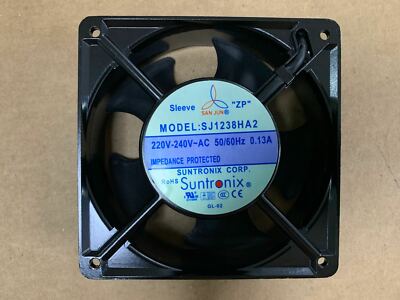 Sleeve "ZP"
SAN JUN®
MODEL:SJ1238HA2
220V-240V~AC 50/60Hz 0.13A
IMPEDANCE PROTECTED
SUNTRONIX CORP.
RoHS Suntronix®
GL-02